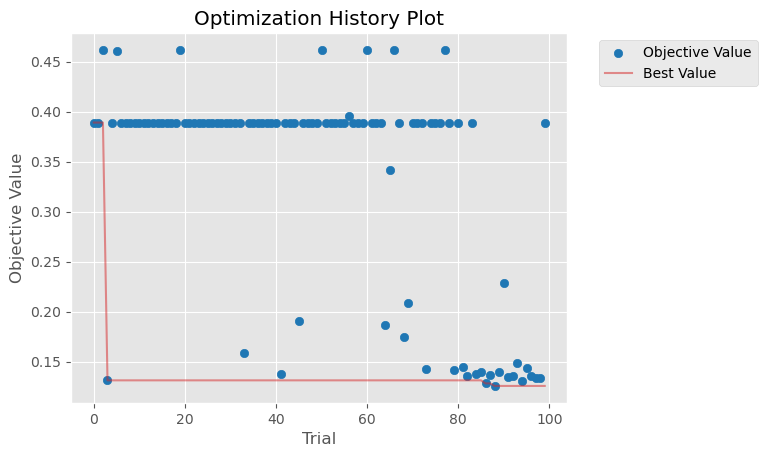 Optimization History Plot
Objective Value
Best Value
0.45
0.40
0.35
0.30
0.25
0.20
0.15
Objective Value
0
20
40
60
80
100
Trial